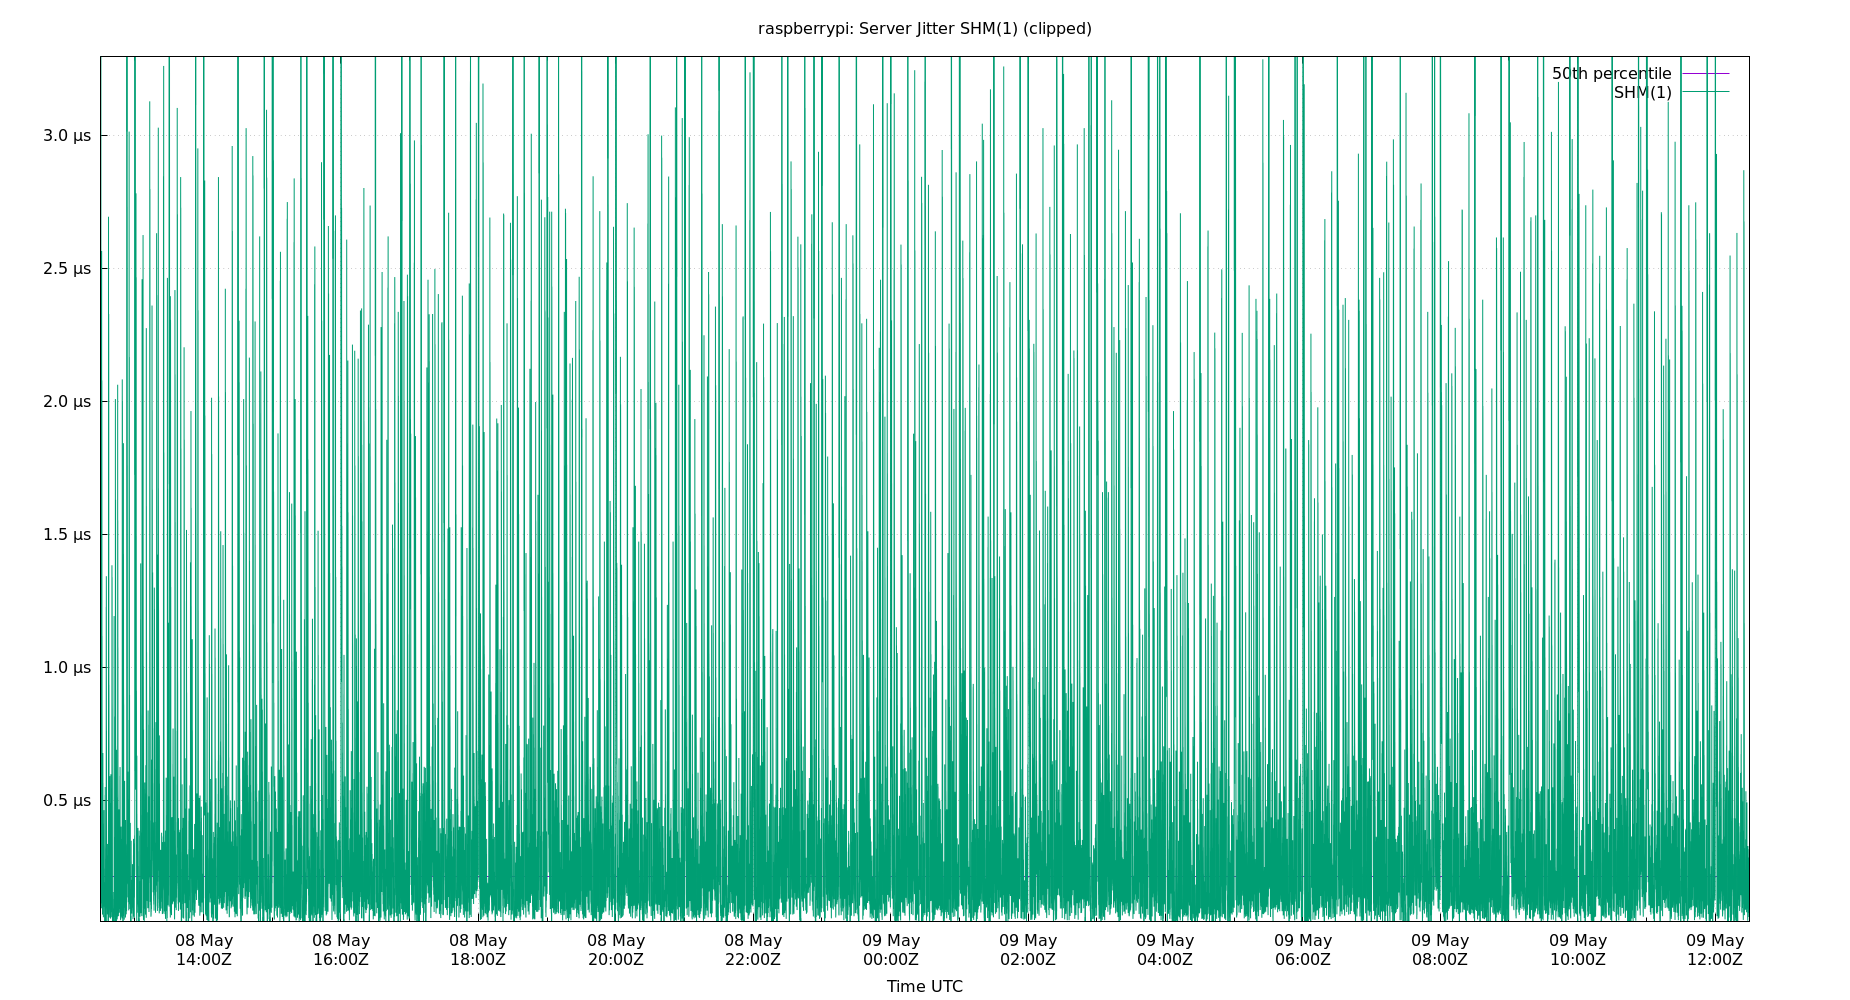 raspberrypi: Server Jitter SHM(1) (clipped)
50th percentile
SHM(1)
3.0 µs
2.5 µs
2.0 µs
1.5 µs
1.0 µs
0.5 µs
08 May 08 May 08 May 08 May 08 May 09 May 09 May 09 May 09 May 09 May 09 May 09 May
14:00Z 16:00Z 18:00Z 20:00Z 22:00Z 00:00Z 02:00Z 04:00Z 06:00Z 08:00Z 10:00Z 12:00Z
Time UTC